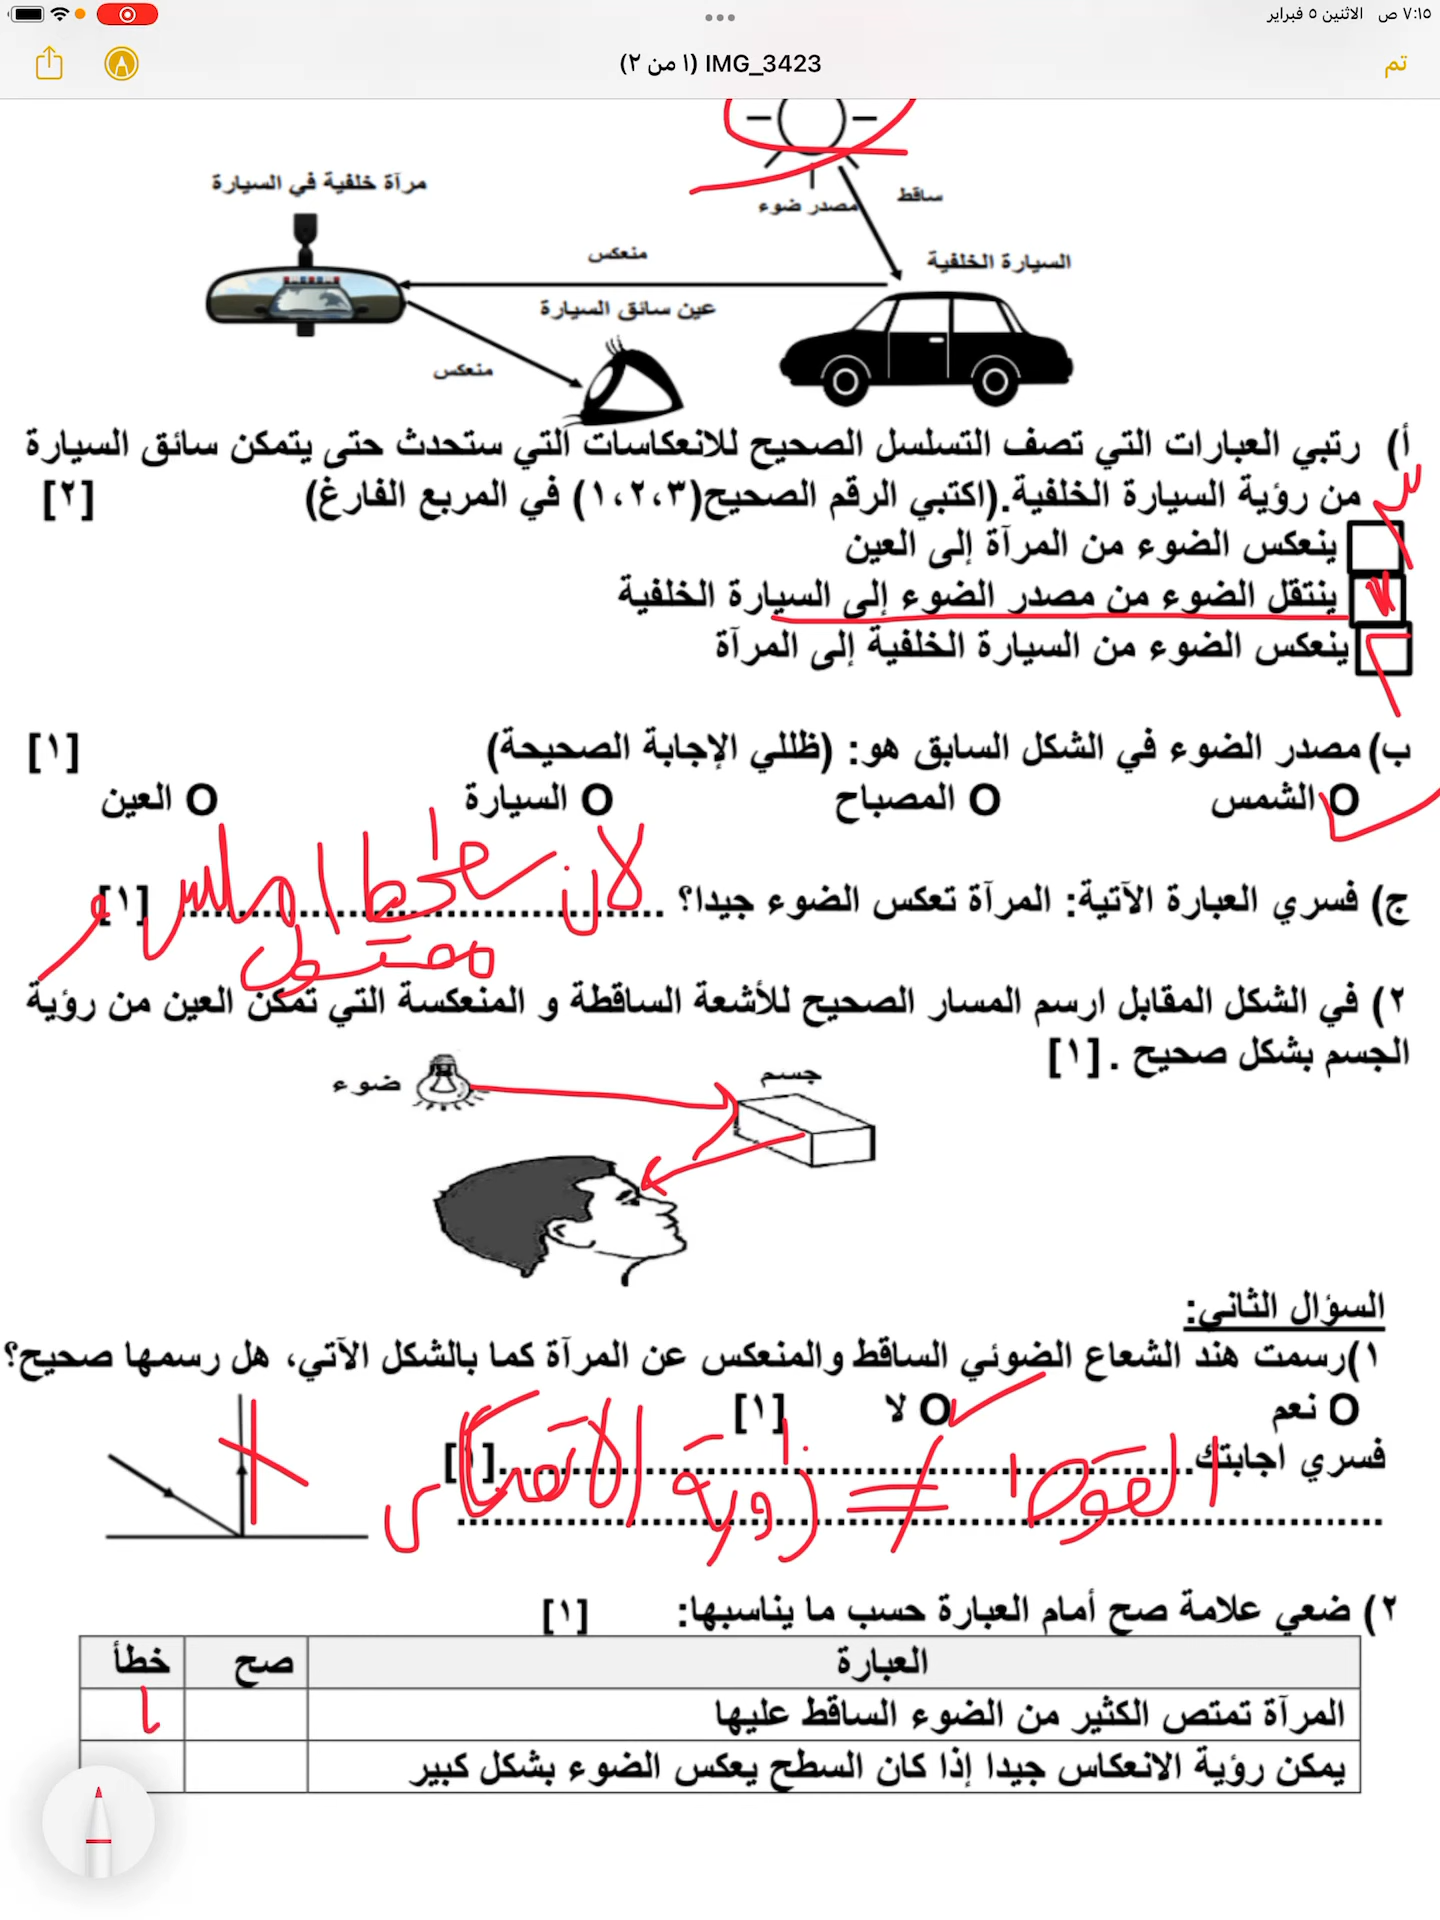 ٧:١٥ ص الاثنين ٥ فبراير
IMG_3423 (١ من ٢)
تم
ساقط
مصدر ضوء
مرآة خلفية في السيارة
منعكس
السيارة الخلفية
عين سائق السيارة
منعكس
أ) رتبي العبارات التي تصف التسلسل الصحيح للانعكاسات التي ستحدث حتى يتمكن سائق السيارة
من رؤية السيارة الخلفية.(اكتبي الرقم الصحيح(١،٢،٣) في المربع الفارغ) [٢]
٣ ينعكس الضوء من المرآة إلى العين
ينتقل الضوء من مصدر الضوء إلى السيارة الخلفية
٢ ينعكس الضوء من السيارة الخلفية إلى المرآة
ب) مصدر الضوء في الشكل السابق هو: (ظللي الإجابة الصحيحة) [١]
O الشمس O المصباح O السيارة O العين
ج) فسري العبارة الآتية: المرآة تعكس الضوء جيدا؟ [١]
لان سطحها املس و
مصقول
٢) في الشكل المقابل ارسم المسار الصحيح للأشعة الساقطة و المنعكسة التي تمكن العين من رؤية
الجسم بشكل صحيح . [١]
ضوء
جسم
السؤال الثاني:
١)رسمت هند الشعاع الضوئي الساقط والمنعكس عن المرآة كما بالشكل الآتي، هل رسمها صحيح؟
O نعم O لا [١]
فسري اجابتك [١]
زاوية الانعكاس
٢) ضعي علامة صح أمام العبارة حسب ما يناسبها: [١]
العبارة صح خطأ
المرآة تمتص الكثير من الضوء الساقط عليها
يمكن رؤية الانعكاس جيدا إذا كان السطح يعكس الضوء بشكل كبير